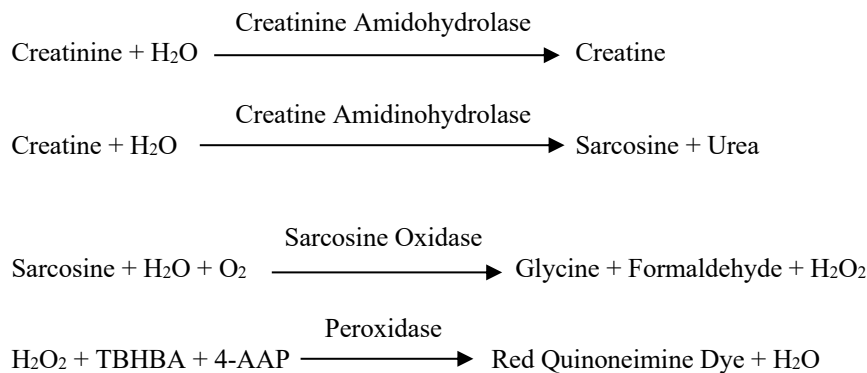 Creatinine Amidohydrolase
Creatinine + H₂O Creatine
Creatine Amidinohydrolase
Creatine + H₂O Sarcosine + Urea
Sarcosine Oxidase
Sarcosine + H₂O + O₂ Glycine + Formaldehyde + H₂O₂
Peroxidase
H₂O₂ + TBHBA + 4-AAP Red Quinoneimine Dye + H₂O